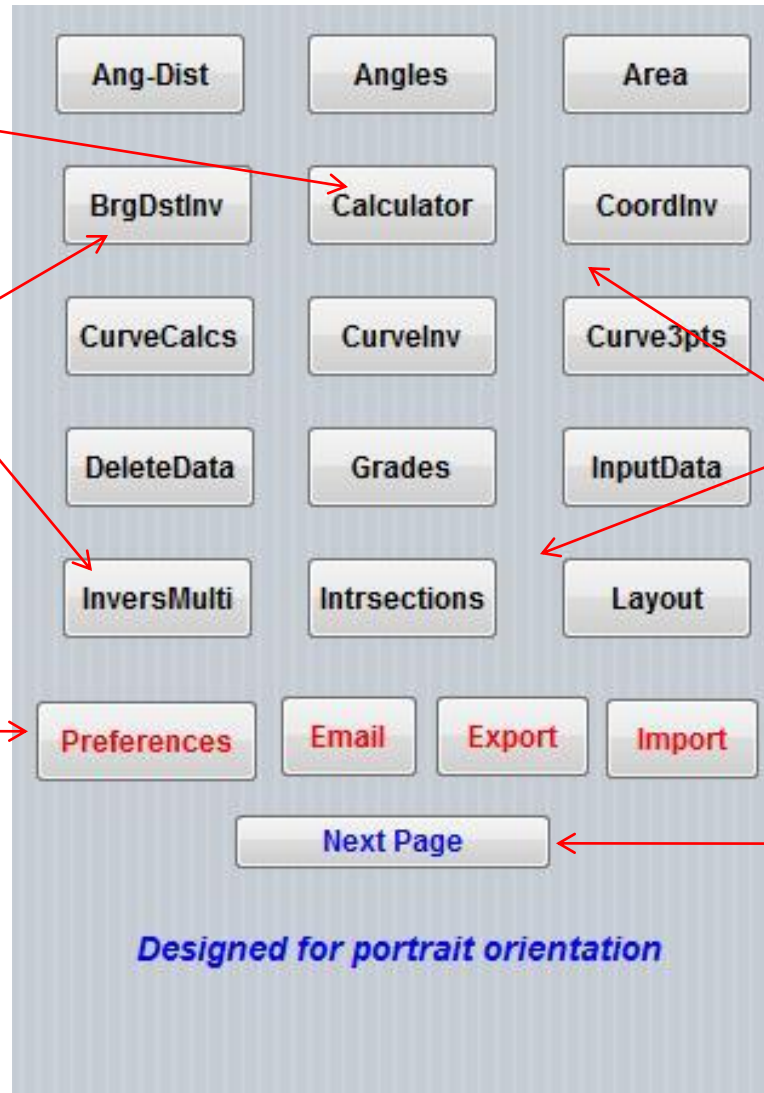 Ang-Dist Angles Area
BrgDstInv Calculator CoordInv
CurveCalcs CurveInv Curve3pts
DeleteData Grades InputData
InversMulti Intrsections Layout
Preferences Email Export Import
Next Page
Designed for portrait orientation